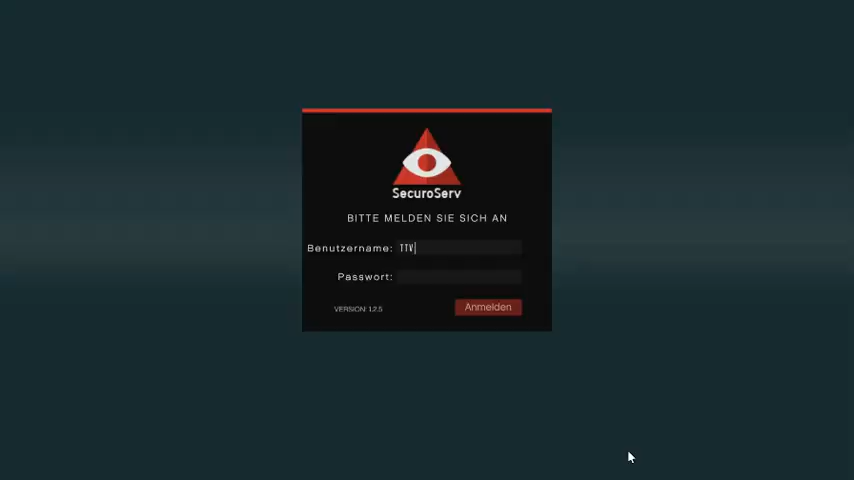 SecuroServ
BITTE MELDEN SIE SICH AN
Benutzername: TTV
Passwort:
VERSION 1.2.5
Anmelden